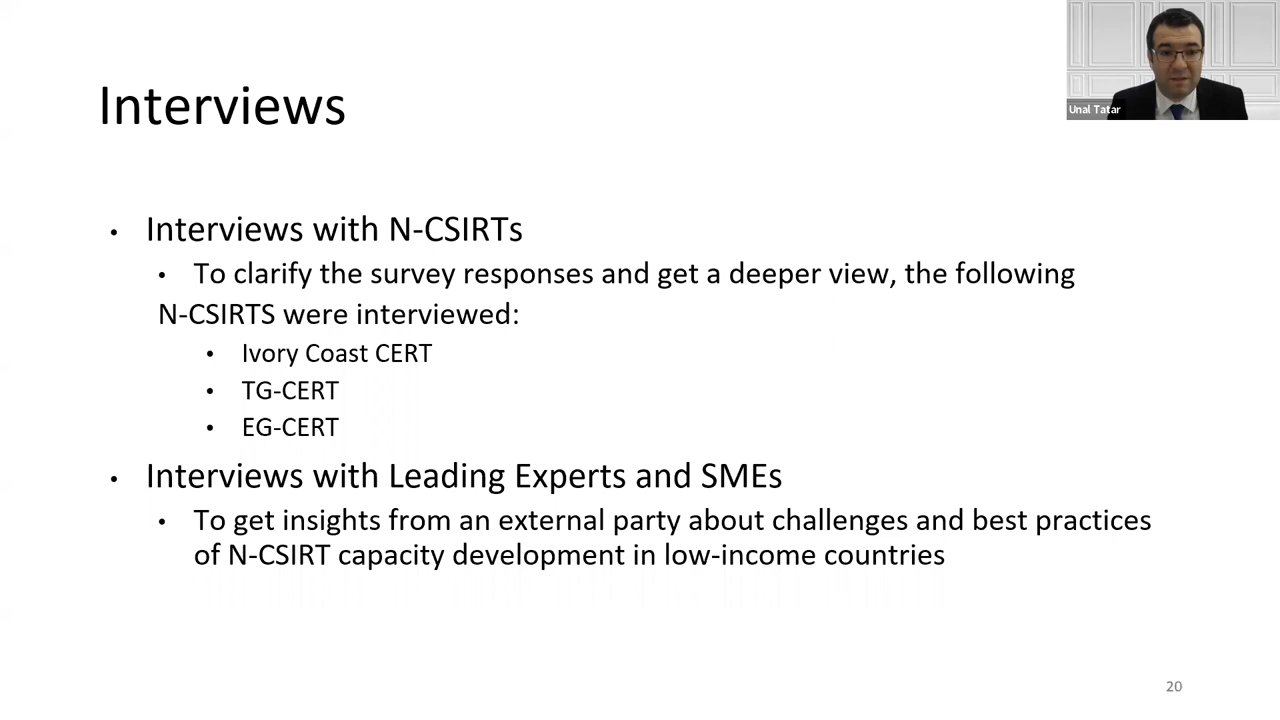 Interviews
Unal Tatar
• Interviews with N-CSIRTs
• To clarify the survey responses and get a deeper view, the following
N-CSIRTS were interviewed:
• Ivory Coast CERT
• TG-CERT
• EG-CERT
• Interviews with Leading Experts and SMEs
• To get insights from an external party about challenges and best practices
of N-CSIRT capacity development in low-income countries
20